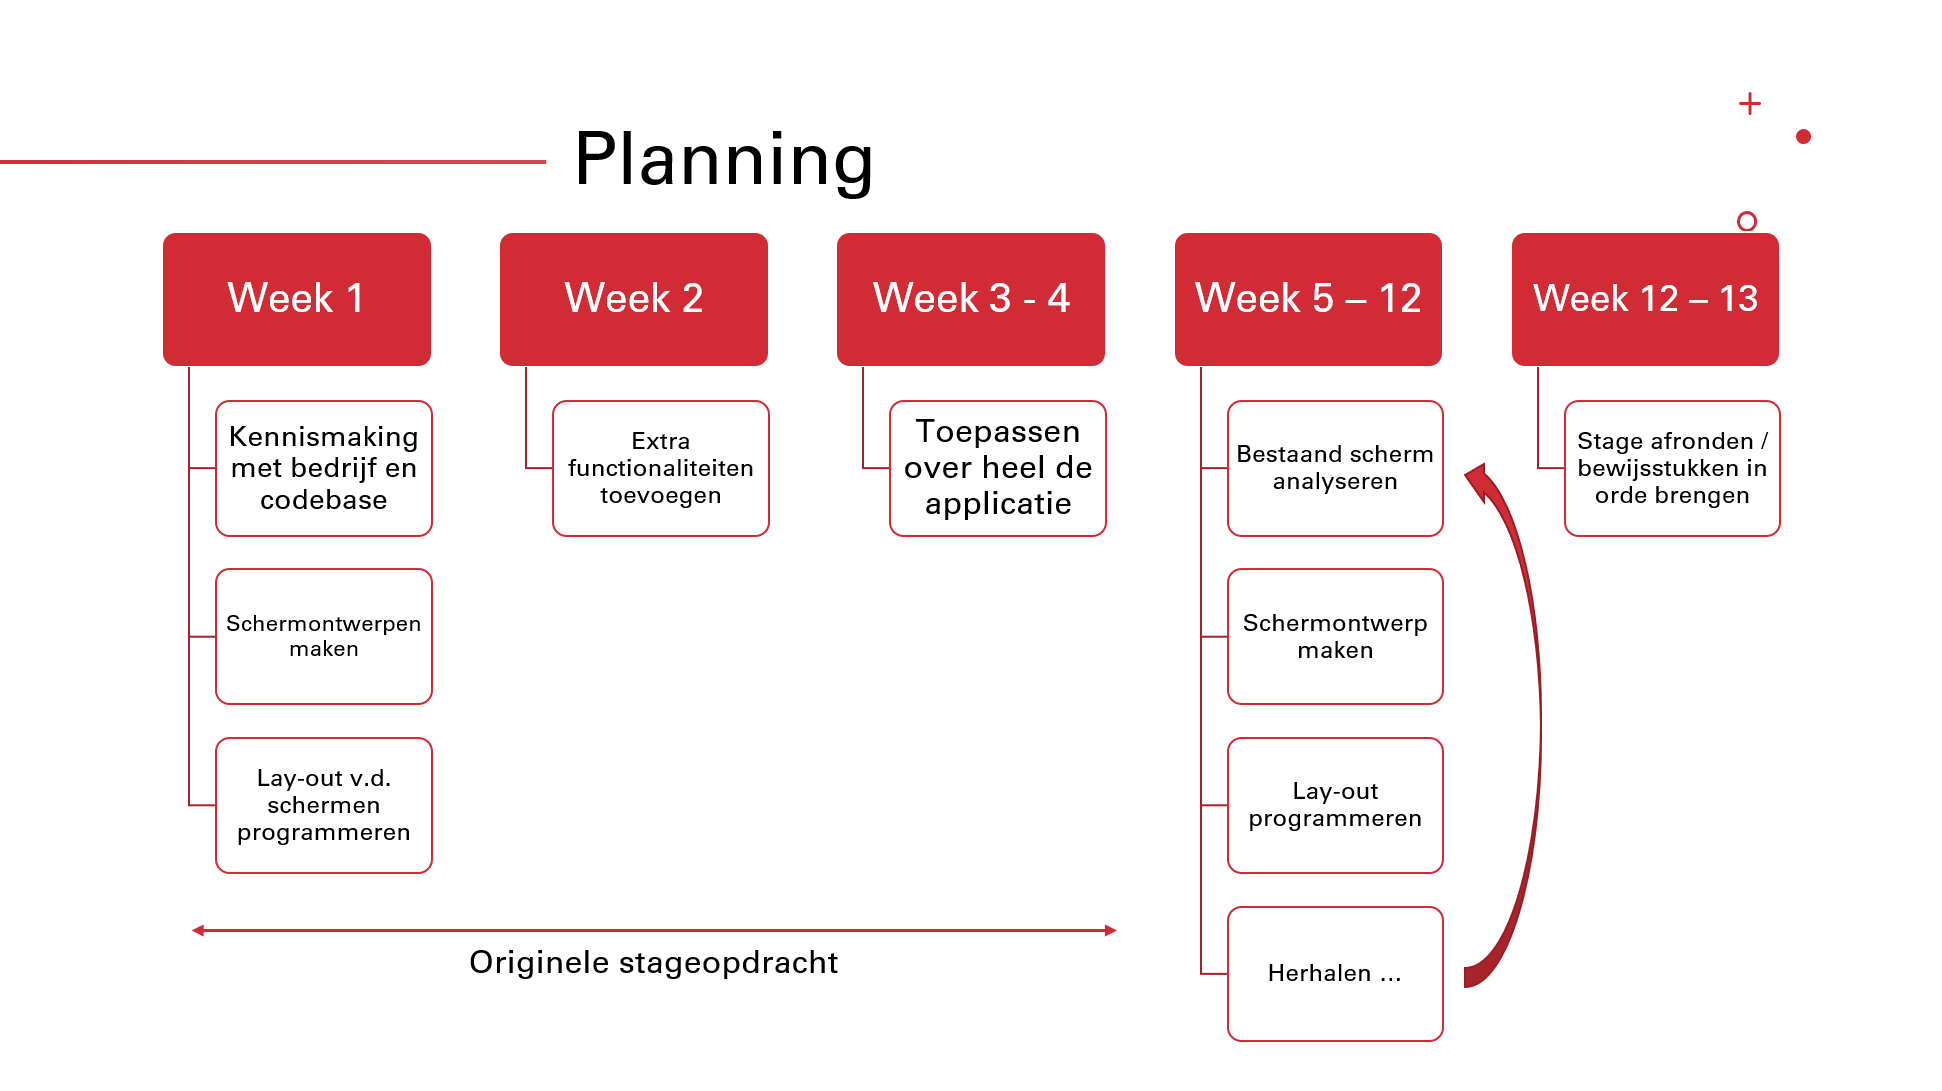 Planning
Week 1
Kennismaking
met bedrijf en
codebase
Schermontwerpen
maken
Lay-out v.d.
schermen
programmeren
Week 2
Extra
functionaliteiten
toevoegen
Week 3 - 4
Toepassen
over heel de
applicatie
Originele stageopdracht
Week 5 – 12
Bestaand scherm
analyseren
Schermontwerp
maken
Lay-out
programmeren
Herhalen ...
Week 12 – 13
Stage afronden /
bewijsstukken in
orde brengen